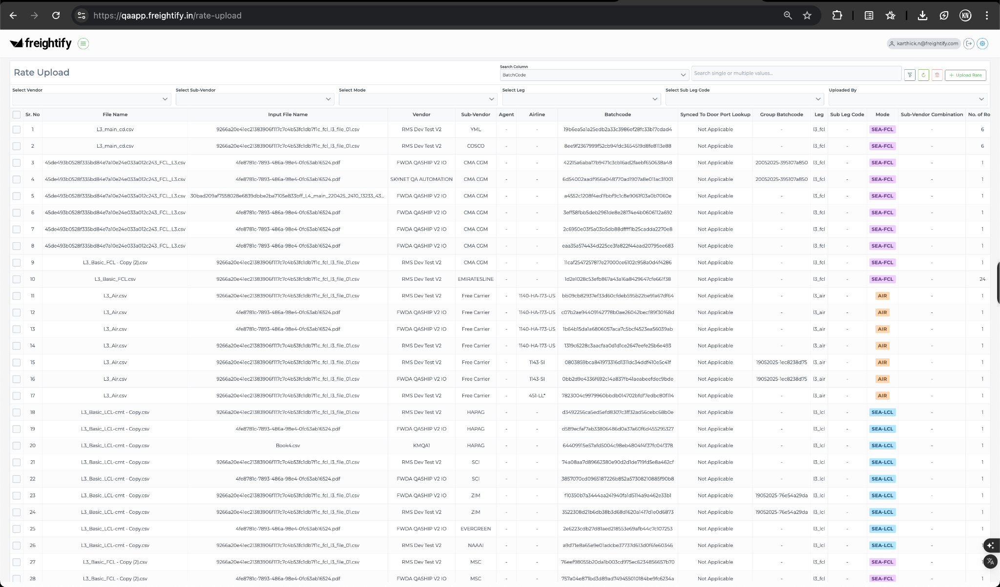 https://qaapp.freightify.in/rate-upload
KN
freightify
karthick.n@freightify.com
Rate Upload
Search Column
BatchCode
Search single or multiple values...
+ Upload Rate
Select Vendor Select Sub-Vendor Select Mode Select Leg Select Sub Leg Code Uploaded By
Sr. No File Name Input File Name Vendor Sub-Vendor Agent Airline Batchcode Synced To Door Port Lookup Group Batchcode Leg Sub Leg Code Mode Sub-Vendor Combination No. of Ro
1 L3_main_cd.csv 9266a20e41ec21383906f117c7c4b53fc1db7f1c_fcl_l3_file_01.csv RMS Dev Test V2 YML - - 19b6ea5a1a25edb2a33c3986ef28fc33b17cdad4 Not Applicable - l3_fcl - SEA-FCL - 6
2 L3_main_cd.csv 9266a20e41ec21383906f117c7c4b53fc1db7f1c_fcl_l3_file_01.csv RMS Dev Test V2 COSCO - - 8ee9f2367999f52cb94fdc3654519d8fe8113e88 Not Applicable - l3_fcl - SEA-FCL - 6
3 45de493b0528f335bd84e7a10e24e033a012c243_FCL_L3.csv 4fe8781c-7893-486a-98e4-0fc63ab16524.pdf FWDA QASHIP V2 IO CMA CGM - - 42215a6aba17b9471c3cb16ad2faebf650638a48 Not Applicable 20052025-395107a850 l3_fcl - SEA-FCL - 1
4 45de493b0528f335bd84e7a10e24e033a012c243_FCL_L3.csv 4fe8781c-7893-486a-98e4-0fc63ab16524.pdf SKYNET QA AUTOMATION CMA CGM - - 6d54002aadf956a048770ad1907a8e011ac3f001 Not Applicable 20052025-395107a850 l3_fcl - SEA-FCL - 1
5 45de493b0528f335bd84e7a10e24e033a012c243_FCL_L3.csv 30bad209af7558028e6839dbbe2ba7105e833bff_L4_main_220425_2410_13233_43... FWDA QASHIP V2 IO CMA CGM - - a4552c1208f4ed1fbbf9c1c8e9061f03a0b7060e Not Applicable - l3_fcl - SEA-FCL - 1
6 45de493b0528f335bd84e7a10e24e033a012c243_FCL_L3.csv 4fe8781c-7893-486a-98e4-0fc63ab16524.pdf FWDA QASHIP V2 IO CMA CGM - - 3eff58fbb5deb2961de8e28174e4b0606112a692 Not Applicable - l3_fcl - SEA-FCL - 1
7 45de493b0528f335bd84e7a10e24e033a012c243_FCL_L3.csv 4fe8781c-7893-486a-98e4-0fc63ab16524.pdf FWDA QASHIP V2 IO CMA CGM - - 2c6950e03f5a03b5db88dffff1b25cadda2270e8 Not Applicable - l3_fcl - SEA-FCL - 1
8 45de493b0528f335bd84e7a10e24e033a012c243_FCL_L3.csv 4fe8781c-7893-486a-98e4-0fc63ab16524.pdf FWDA QASHIP V2 IO CMA CGM - - eaa35a574434d225ce3fa822f44aad20795ee683 Not Applicable - l3_fcl - SEA-FCL - 1
9 L3_Basic_FCL - Copy (2).csv 9266a20e41ec21383906f117c7c4b53fc1db7f1c_fcl_l3_file_01.csv RMS Dev Test V2 CMA CGM - - 11caf2547257817e27000ce6102c958a0d4f4286 Not Applicable - l3_fcl - SEA-FCL - 1
10 L3_Basic_FCL.csv 9266a20e41ec21383906f117c7c4b53fc1db7f1c_fcl_l3_file_01.csv RMS Dev Test V2 EMIRATESLINE - - 1d2e1028c53efb867a43a16a8429647cfe661f38 Not Applicable - l3_fcl - SEA-FCL - 24
11 L3_Air.csv 9266a20e41ec21383906f117c7c4b53fc1db7f1c_fcl_l3_file_01.csv RMS Dev Test V2 Free Carrier - 1140-HA-173-US bb09cb82937ef33d60cfdeb595b22be91a67df64 Not Applicable - l3_air - AIR - 1
12 L3_Air.csv 4fe8781c-7893-486a-98e4-0fc63ab16524.pdf FWDA QASHIP V2 IO Free Carrier - 1140-HA-173-US c07b2ae94409142778b0ae26042becf89f30f68d Not Applicable - l3_air - AIR - 1
13 L3_Air.csv 4fe8781c-7893-486a-98e4-0fc63ab16524.pdf FWDA QASHIP V2 IO Free Carrier - 1140-HA-173-US 1b64b15da1a6806057aca7c5bcf4523ea56039ab Not Applicable - l3_air - AIR - 1
14 L3_Air.csv 9266a20e41ec21383906f117c7c4b53fc1db7f1c_fcl_l3_file_01.csv RMS Dev Test V2 Free Carrier - 1140-HA-173-US 1319c6228c3aacfaa0d1d1ce2647eefe25b6e493 Not Applicable - l3_air - AIR - 1
15 L3_Air.csv 9266a20e41ec21383906f117c7c4b53fc1db7f1c_fcl_l3_file_01.csv RMS Dev Test V2 Free Carrier - 1143-SI 0803859bca841973316d1311dc34ddf410e5c41f Not Applicable 19052025-1ec8238d75 l3_air - AIR - 1
16 L3_Air.csv 9266a20e41ec21383906f117c7c4b53fc1db7f1c_fcl_l3_file_01.csv FWDA QASHIP V2 IO Free Carrier - 1143-SI 0bb2d9e4336f692c14a837fb41aeabeefdec9bde Not Applicable 19052025-1ec8238d75 l3_air - AIR - 1
17 L3_Air.csv 9266a20e41ec21383906f117c7c4b53fc1db7f1c_fcl_l3_file_01.csv RMS Dev Test V2 Free Carrier - 451-LL* 7823004c9979960bbdb014702bfdf7edbc80f114 Not Applicable - l3_air - AIR - 1
18 L3_Basic_LCL-cmt - Copy.csv 9266a20e41ec21383906f117c7c4b53fc1db7f1c_fcl_l3_file_01.csv RMS Dev Test V2 HAPAG - - d3492256ca5ed5efd8307c3ff32ad56cebc68b0e Not Applicable - l3_lcl - SEA-LCL - 1
19 L3_Basic_LCL-cmt - Copy.csv 4fe8781c-7893-486a-98e4-0fc63ab16524.pdf FWDA QASHIP V2 IO HAPAG - - d589ecfaf7ab33806486d0a37a60f6d455295327 Not Applicable - l3_lcl - SEA-LCL - 1
20 L3_Basic_LCL-cmt - Copy.csv Book4.csv KMQA1 HAPAG - - 64409915e57afd5004c98eb4804f4f37fc04f378 Not Applicable - l3_lcl - SEA-LCL - 1
21 L3_Basic_LCL-cmt - Copy.csv 9266a20e41ec21383906f117c7c4b53fc1db7f1c_fcl_l3_file_01.csv RMS Dev Test V2 SCI - - 74a08aa7d89662380e90d2d1de719fd5e8a462cf Not Applicable - l3_lcl - SEA-LCL - 1
22 L3_Basic_LCL-cmt - Copy.csv 4fe8781c-7893-486a-98e4-0fc63ab16524.pdf FWDA QASHIP V2 IO SCI - - 3857070cd0965187226b852a57308210885f90b8 Not Applicable - l3_lcl - SEA-LCL - 1
23 L3_Basic_LCL-cmt - Copy.csv 9266a20e41ec21383906f117c7c4b53fc1db7f1c_fcl_l3_file_01.csv FWDA QASHIP V2 IO ZIM - - f10350b7a3444aa241940fa1d5114a9a462e33b1 Not Applicable 19052025-76e54a29da l3_lcl - SEA-LCL - 1
24 L3_Basic_LCL-cmt - Copy.csv 9266a20e41ec21383906f117c7c4b53fc1db7f1c_fcl_l3_file_01.csv RMS Dev Test V2 ZIM - - 3522308d21b6db38b3d68d1620a1417d1e0d6873 Not Applicable 19052025-76e54a29da l3_lcl - SEA-LCL - 1
25 L3_Basic_LCL-cmt - Copy.csv 4fe8781c-7893-486a-98e4-0fc63ab16524.pdf FWDA QASHIP V2 IO EVERGREEN - - 2e6223cdb27d81aed218553e69afb44c7c107253 Not Applicable - l3_lcl - SEA-LCL - 1
26 L3_Basic_LCL-cmt - Copy.csv 9266a20e41ec21383906f117c7c4b53fc1db7f1c_fcl_l3_file_01.csv RMS Dev Test V2 NAAAI - - a9d71e8a65e9e01adcbe37737d613d0f6fe60346 Not Applicable - l3_lcl - SEA-LCL - 1
27 L3_Basic_FCL - Copy (2).csv 9266a20e41ec21383906f117c7c4b53fc1db7f1c_fcl_l3_file_01.csv RMS Dev Test V2 MSC - - 76eef98055b20da1b003cd975ec6234856657b70 Not Applicable - l3_fcl - SEA-FCL - 1
28 L3_Basic_FCL - Copy (2).csv 4fe8781c-7893-486a-98e4-0fc63ab16524.pdf FWDA QASHIP V2 IO MSC - - 757a04e871bd3d89ad749455010184be9fc6234a Not Applicable - l3_fcl - SEA-FCL - 1